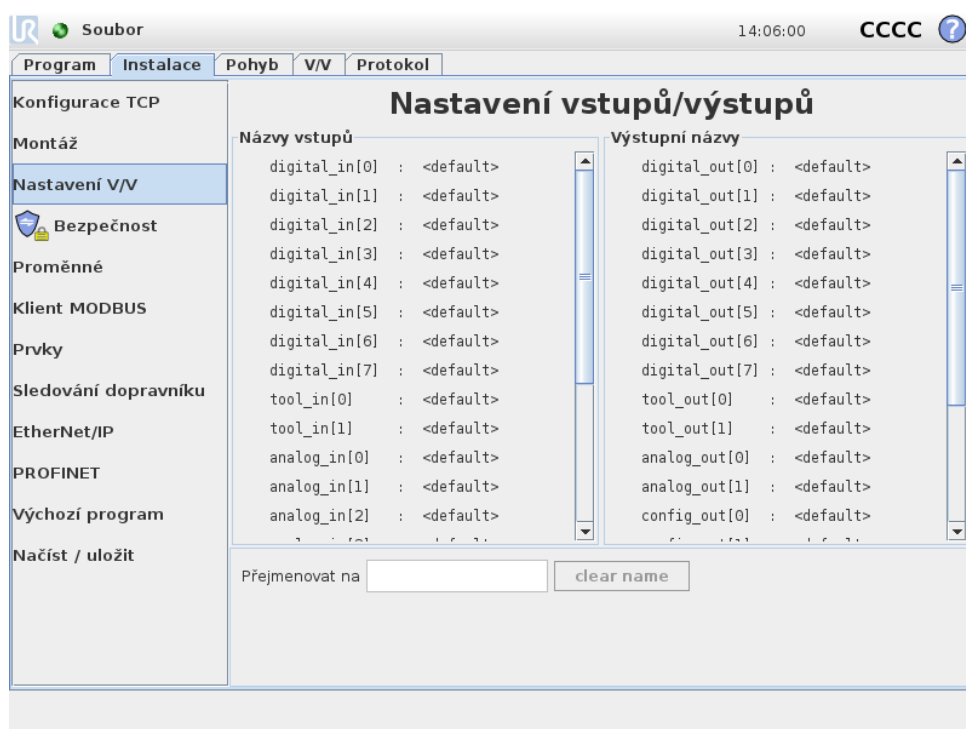 UR Soubor 14:06:00 CCCC ?
Program Instalace Pohyb V/V Protokol
Konfigurace TCP
Montáž
Nastavení V/V
Bezpečnost
Proměnné
Klient MODBUS
Prvky
Sledování dopravníku
EtherNet/IP
PROFINET
Výchozí program
Načíst / uložit
Nastavení vstupů/výstupů
Názvy vstupů
digital_in[0] : <default>
digital_in[1] : <default>
digital_in[2] : <default>
digital_in[3] : <default>
digital_in[4] : <default>
digital_in[5] : <default>
digital_in[6] : <default>
digital_in[7] : <default>
tool_in[0] : <default>
tool_in[1] : <default>
analog_in[0] : <default>
analog_in[1] : <default>
analog_in[2] : <default>
Výstupní názvy
digital_out[0] : <default>
digital_out[1] : <default>
digital_out[2] : <default>
digital_out[3] : <default>
digital_out[4] : <default>
digital_out[5] : <default>
digital_out[6] : <default>
digital_out[7] : <default>
tool_out[0] : <default>
tool_out[1] : <default>
analog_out[0] : <default>
analog_out[1] : <default>
config_out[0] : <default>
Přejmenovat na clear name